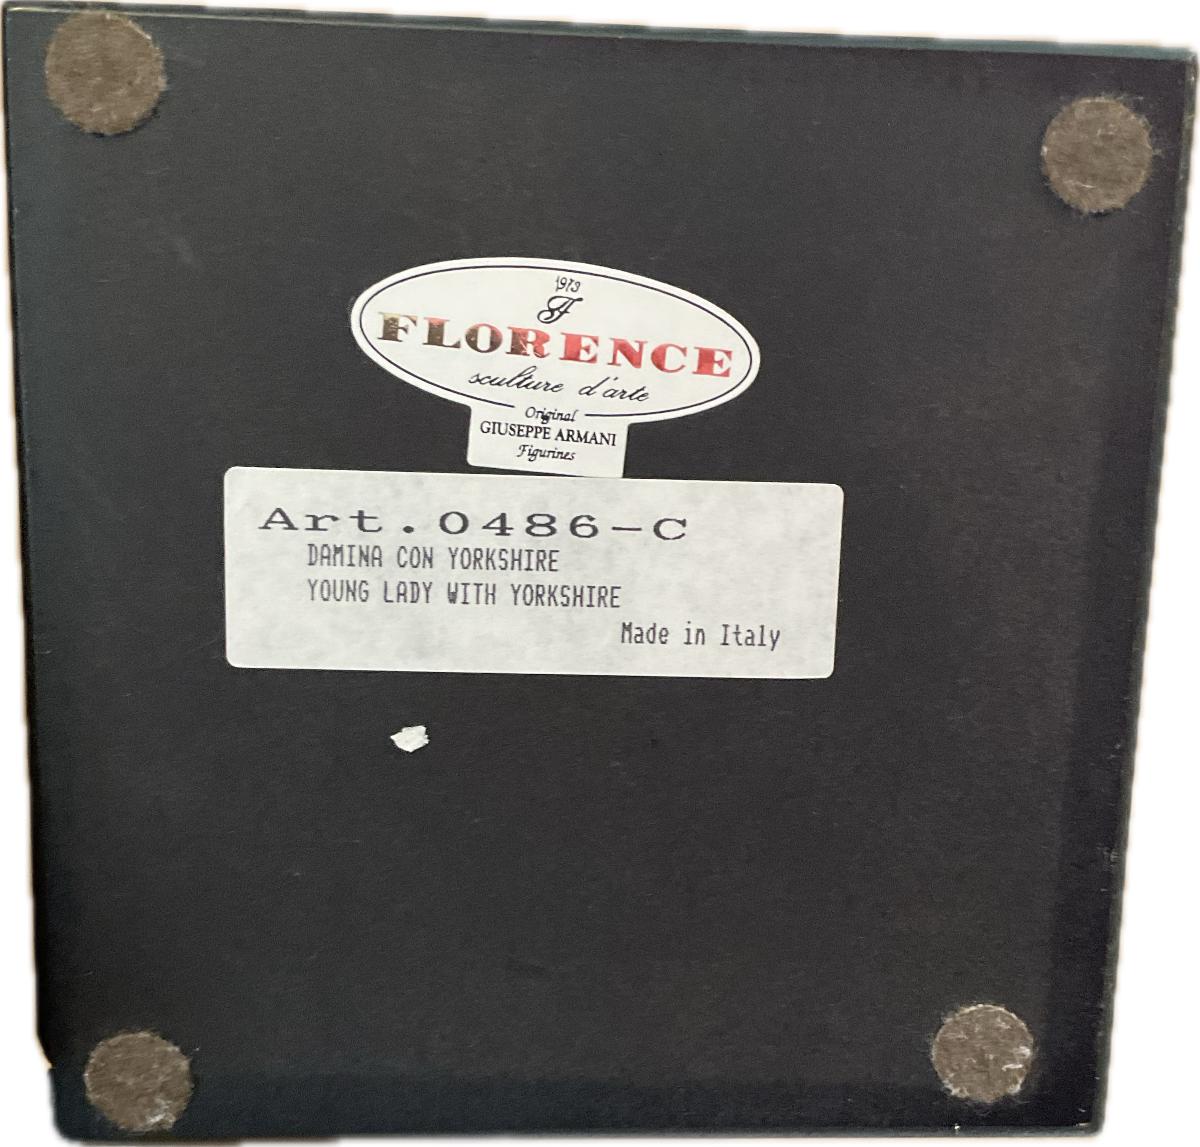 1973
FLORENCE
sculture d'arte
Original
GIUSEPPE ARMANI
Figurines
Art.0486-C
DAMINA CON YORKSHIRE
YOUNG LADY WITH YORKSHIRE
Made in Italy